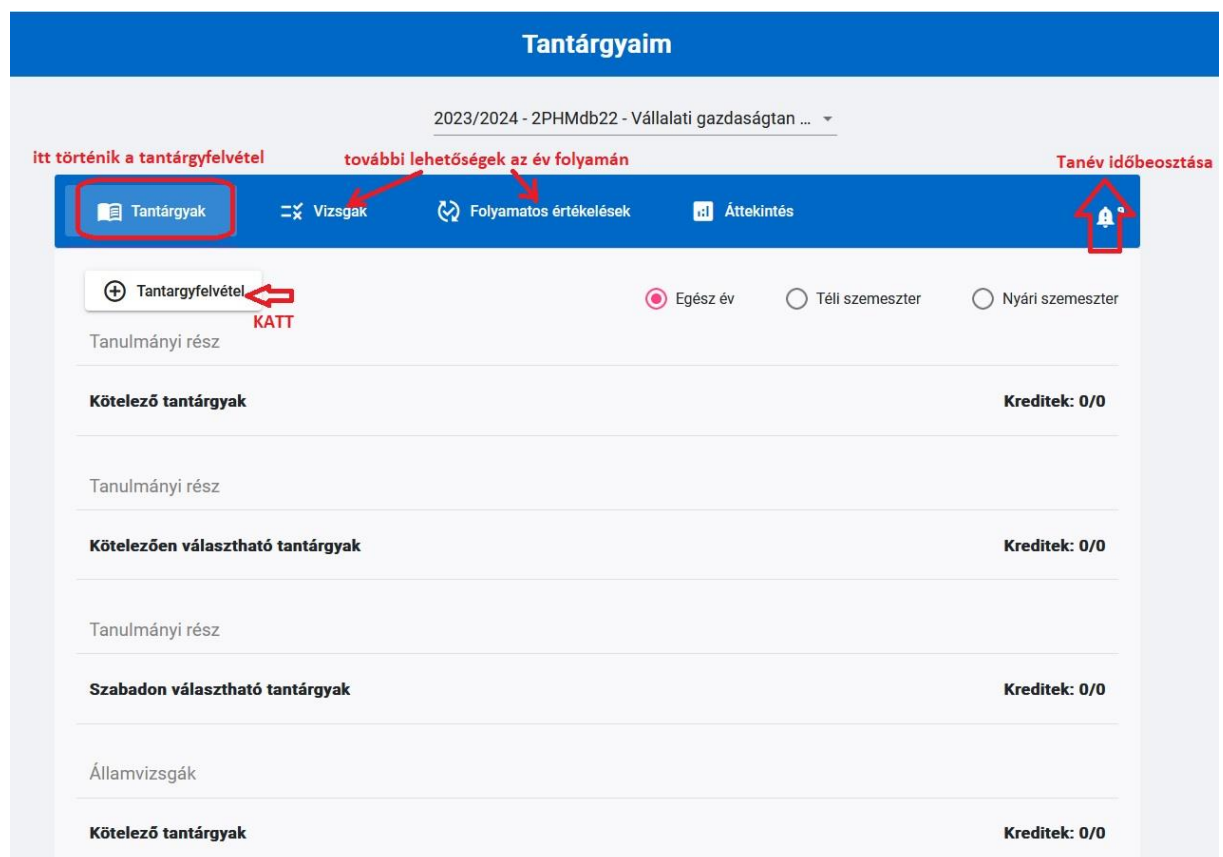 Tantárgyaim
2023/2024 - 2PHMdb22 - Vállalati gazdaságtan ...
itt történik a tantárgyfelvétel
további lehetőségek az év folyamán
Tanév időbeosztása
Tantárgyak
Vizsgak
Folyamatos értékelések
Áttekintés
Tantargyfelvétel
KATT
Egész év
Téli szemeszter
Nyári szemeszter
Tanulmányi rész
Kötelező tantárgyak
Kreditek: 0/0
Tanulmányi rész
Kötelezően választható tantárgyak
Kreditek: 0/0
Tanulmányi rész
Szabadon választható tantárgyak
Kreditek: 0/0
Államvizsgák
Kötelező tantárgyak
Kreditek: 0/0